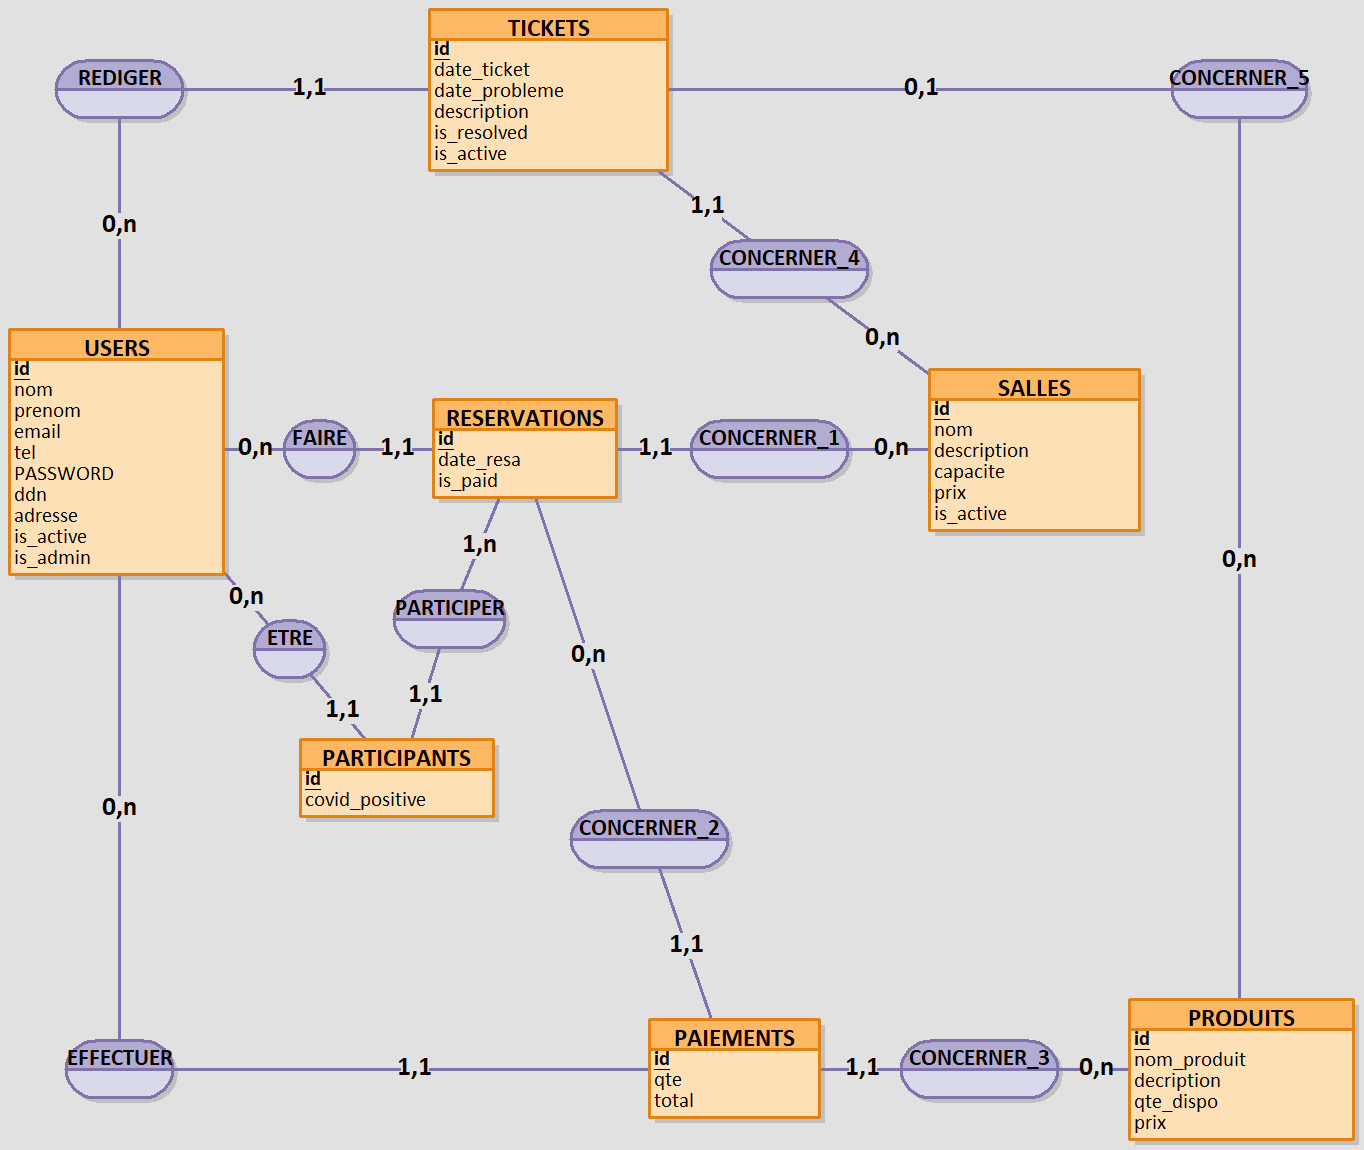 TICKETS
id
date_ticket
date_probleme
description
is_resolved
is_active
REDIGER
1,1
0,1
CONCERNER_5
1,1
0,n
CONCERNER_4
0,n
USERS
id
nom
prenom
email
tel
PASSWORD
ddn
adresse
is_active
is_admin
0,n
FAIRE
1,1
RESERVATIONS
id
date_resa
is_paid
1,1
CONCERNER_1
0,n
SALLES
id
nom
description
capacite
prix
is_active
1,n
0,n
0,n
PARTICIPER
ETRE
0,n
1,1
1,1
PARTICIPANTS
id
covid_positive
0,n
CONCERNER_2
1,1
EFFECTUER
1,1
PAIEMENTS
id
qte
total
1,1
CONCERNER_3
0,n
PRODUITS
id
nom_produit
decription
qte_dispo
prix